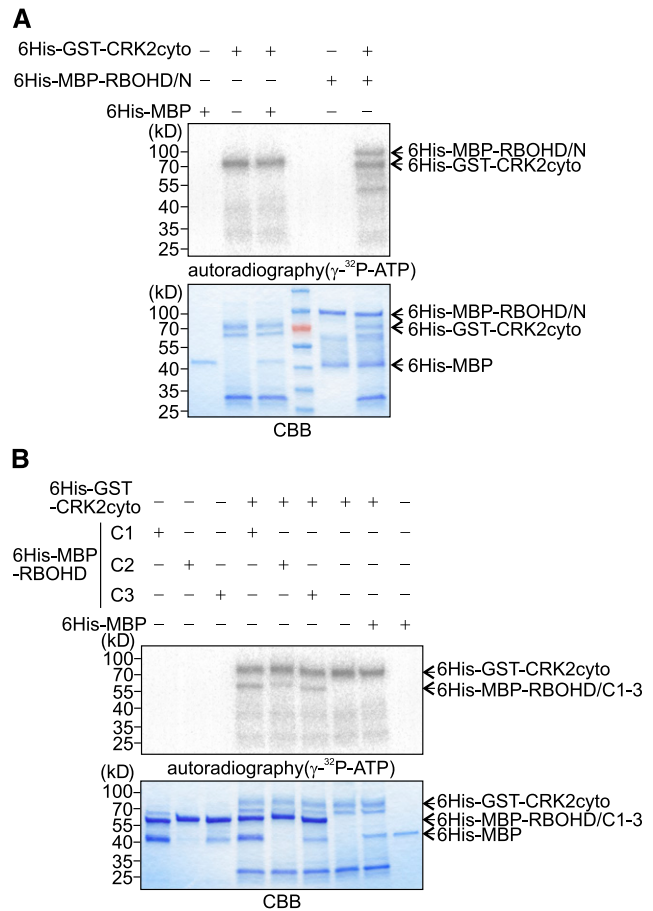 A
6His-GST-CRK2cyto – + + – +
6His-MBP-RBOHD/N – – – + +
6His-MBP + – + – –
(kD)
100
70
55
40
35
25
6His-MBP-RBOHD/N
6His-GST-CRK2cyto
autoradiography(γ-³²P-ATP)
(kD)
100
70
55
40
35
25
6His-MBP-RBOHD/N
6His-GST-CRK2cyto
6His-MBP
CBB
B
6His-GST
-CRK2cyto – – – + + + + + –
6His-MBP
-RBOHD
C1 + – – + – – – – –
C2 – + – – + – – – –
C3 – – + – – + – – –
6His-MBP – – – – – – – + +
(kD)
100
70
55
40
35
25
6His-GST-CRK2cyto
6His-MBP-RBOHD/C1-3
autoradiography(γ-³²P-ATP)
(kD)
100
70
55
40
35
25
6His-GST-CRK2cyto
6His-MBP-RBOHD/C1-3
6His-MBP
CBB